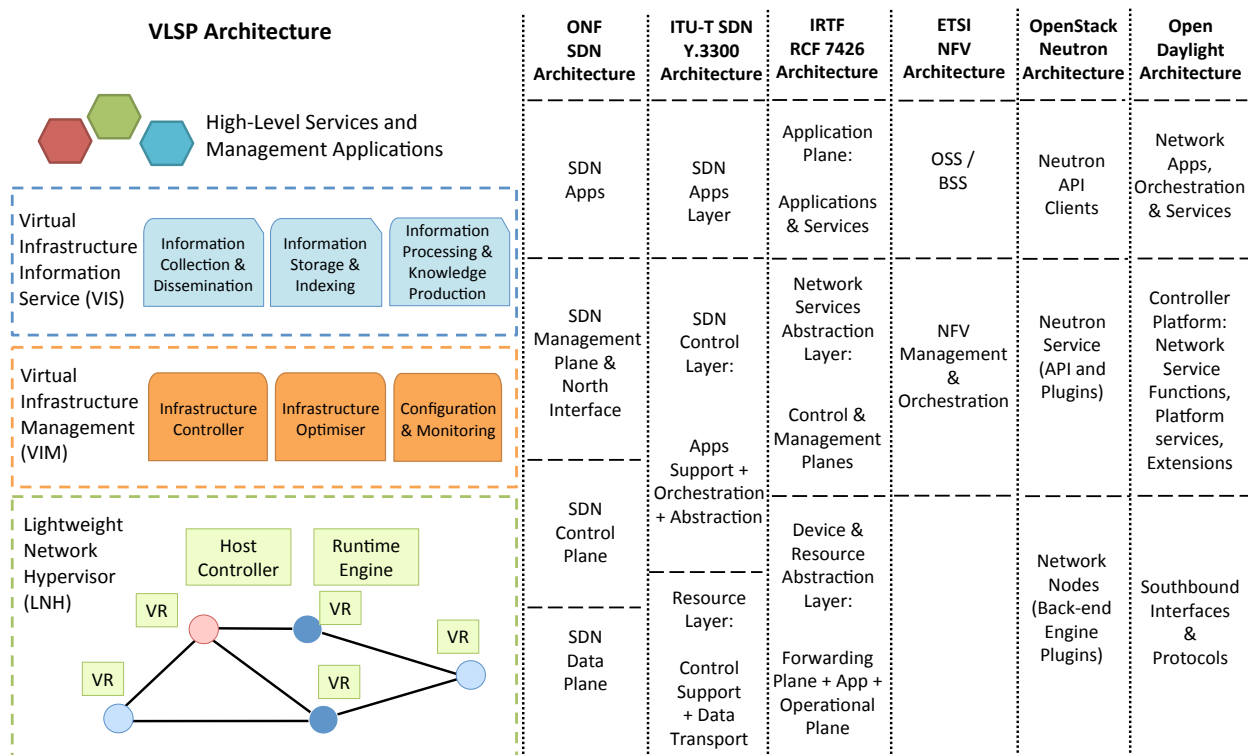 VLSP Architecture
High-Level Services and
Management Applications
Virtual
Infrastructure
Information
Service (VIS)
Information
Collection &
Dissemination
Information
Storage &
Indexing
Information
Processing &
Knowledge
Production
Virtual
Infrastructure
Management
(VIM)
Infrastructure
Controller
Infrastructure
Optimiser
Configuration
& Monitoring
Lightweight
Network
Hypervisor
(LNH)
Host
Controller
Runtime
Engine
VR
VR
VR
VR
VR
ONF
SDN
Architecture
SDN
Apps
SDN
Management
Plane &
North
Interface
SDN
Control
Plane
SDN
Data
Plane
ITU-T SDN
Y.3300
Architecture
SDN
Apps
Layer
SDN
Control
Layer:
Apps
Support +
Orchestration
+ Abstraction
Resource
Layer:
Control
Support
+ Data
Transport
IRTF
RCF 7426
Architecture
Application
Plane:
Applications
& Services
Network
Services
Abstraction
Layer:
Control &
Management
Planes
Device &
Resource
Abstraction
Layer:
Forwarding
Plane + App +
Operational
Plane
ETSI
NFV
Architecture
OSS /
BSS
NFV
Management
&
Orchestration
OpenStack
Neutron
Architecture
Neutron
API
Clients
Neutron
Service
(API and
Plugins)
Network
Nodes
(Back-end
Engine
Plugins)
Open
Daylight
Architecture
Network
Apps,
Orchestration
& Services
Controller
Platform:
Network
Service
Functions,
Platform
services,
Extensions
Southbound
Interfaces
&
Protocols